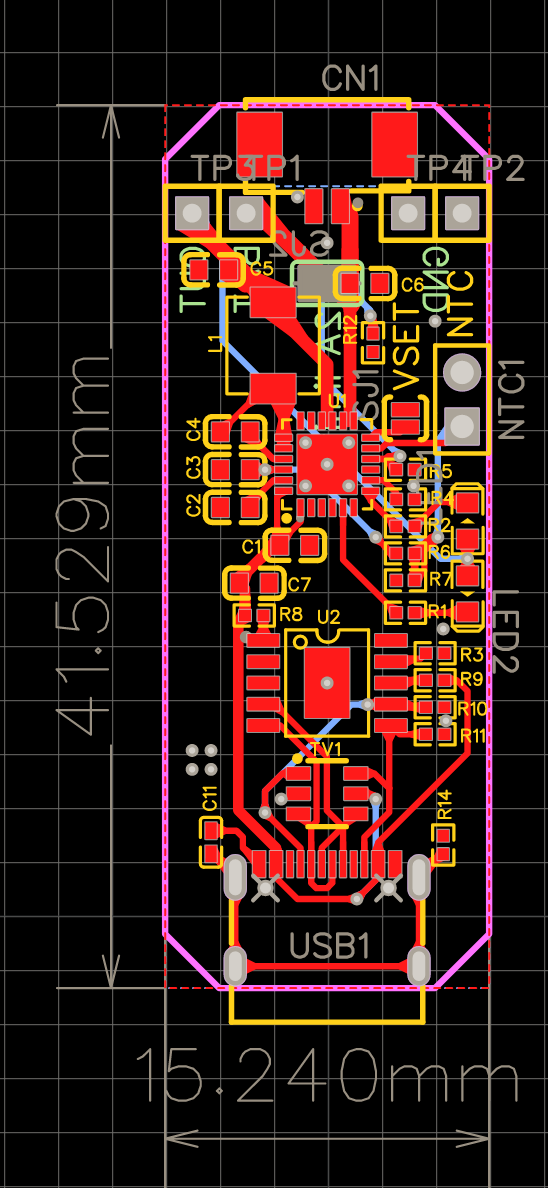 CN1
TP3 TP1 TP4 TP2
C5
C6
GND
NTC
R12
VSET
L1
SJ1
NTC1
U1
C4
C3
C2
R5
R4
R2
C1
R6
R7
C7
R8
R1
U2
LED2
R3
R9
R10
R11
TV1
C11
R14
USB1
41.529mm
15.240mm